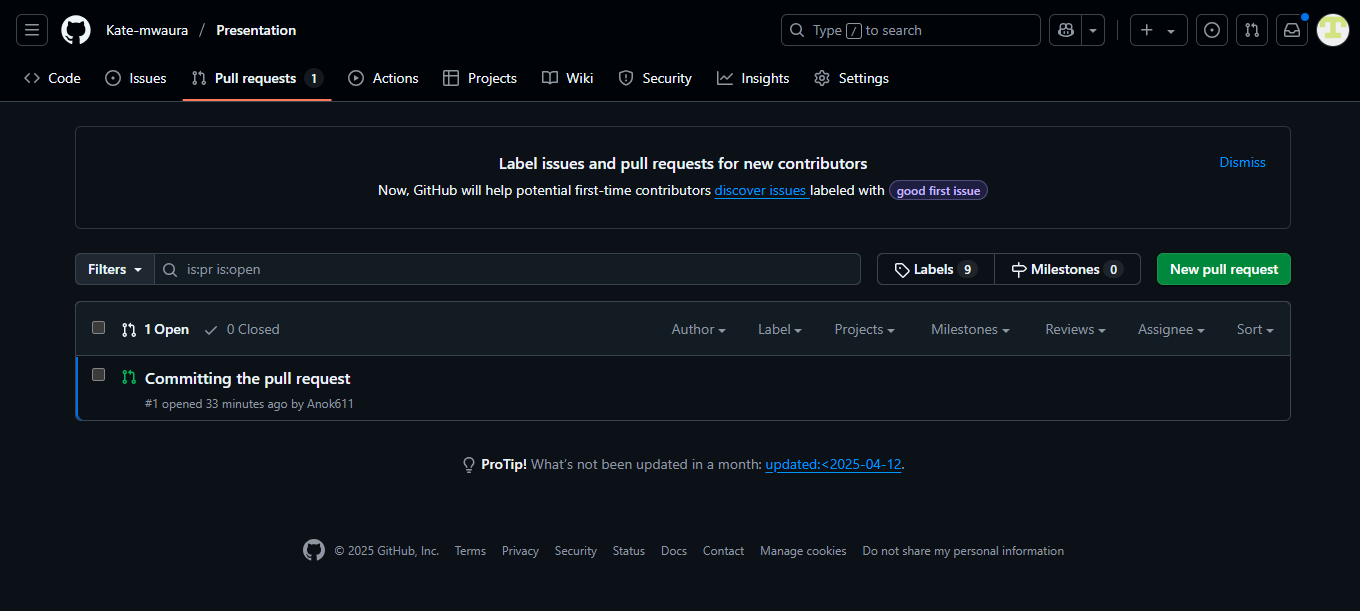 Kate-mwaura / Presentation
Type / to search
Code Issues Pull requests 1 Actions Projects Wiki Security Insights Settings
Label issues and pull requests for new contributors
Dismiss
Now, GitHub will help potential first-time contributors discover issues labeled with good first issue
Filters is:pr is:open Labels 9 Milestones 0 New pull request
1 Open 0 Closed Author Label Projects Milestones Reviews Assignee Sort
Committing the pull request
#1 opened 33 minutes ago by Anok611
ProTip! What's not been updated in a month: updated:<2025-04-12.
© 2025 GitHub, Inc. Terms Privacy Security Status Docs Contact Manage cookies Do not share my personal information